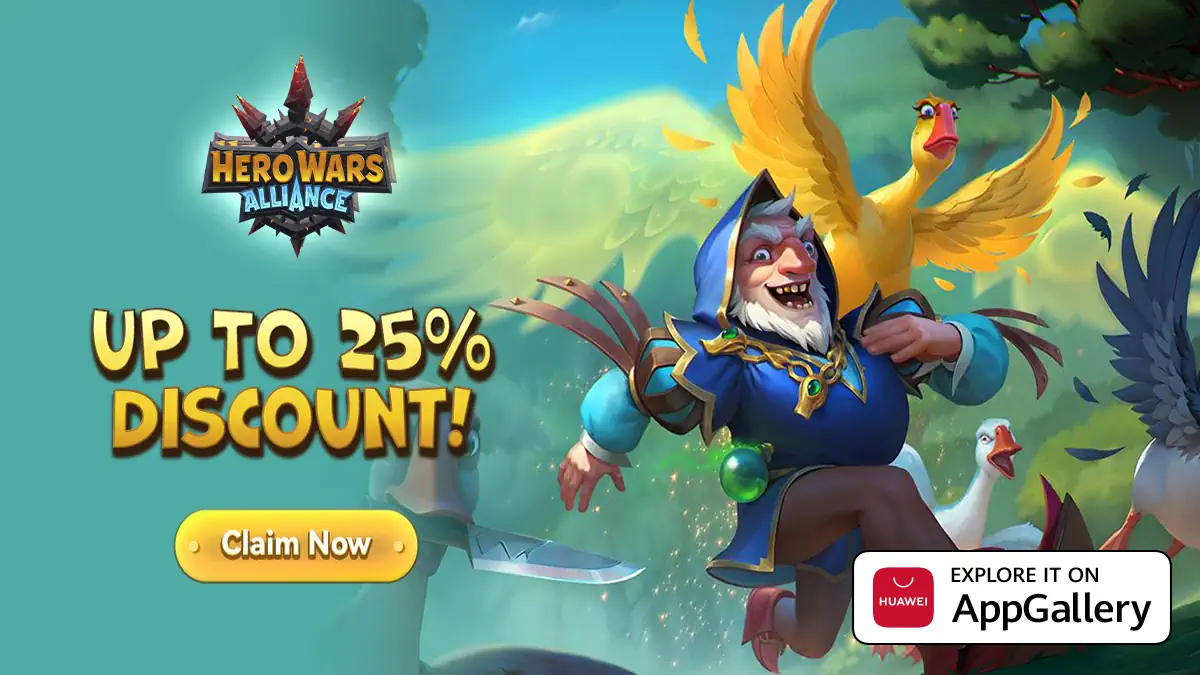 HERO WARS
ALLIANCE
UP TO 25%
DISCOUNT!
Claim Now
HUAWEI
EXPLORE IT ON
AppGallery